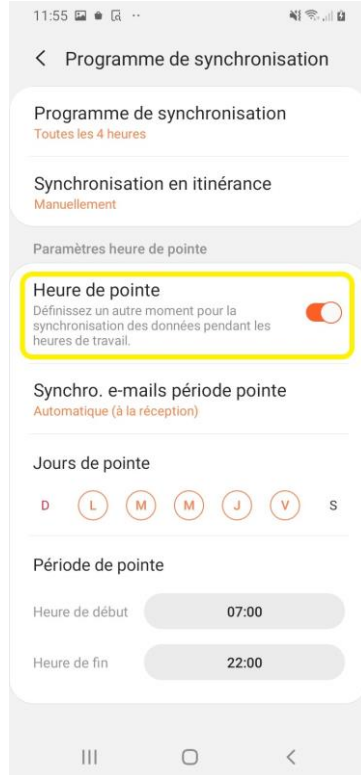 11:55
Programme de synchronisation
Programme de synchronisation
Toutes les 4 heures
Synchronisation en itinérance
Manuellement
Paramètres heure de pointe
Heure de pointe
Définissez un autre moment pour la
synchronisation des données pendant les
heures de travail.
Synchro. e-mails période pointe
Automatique (à la réception)
Jours de pointe
D L M M J V S
Période de pointe
Heure de début 07:00
Heure de fin 22:00